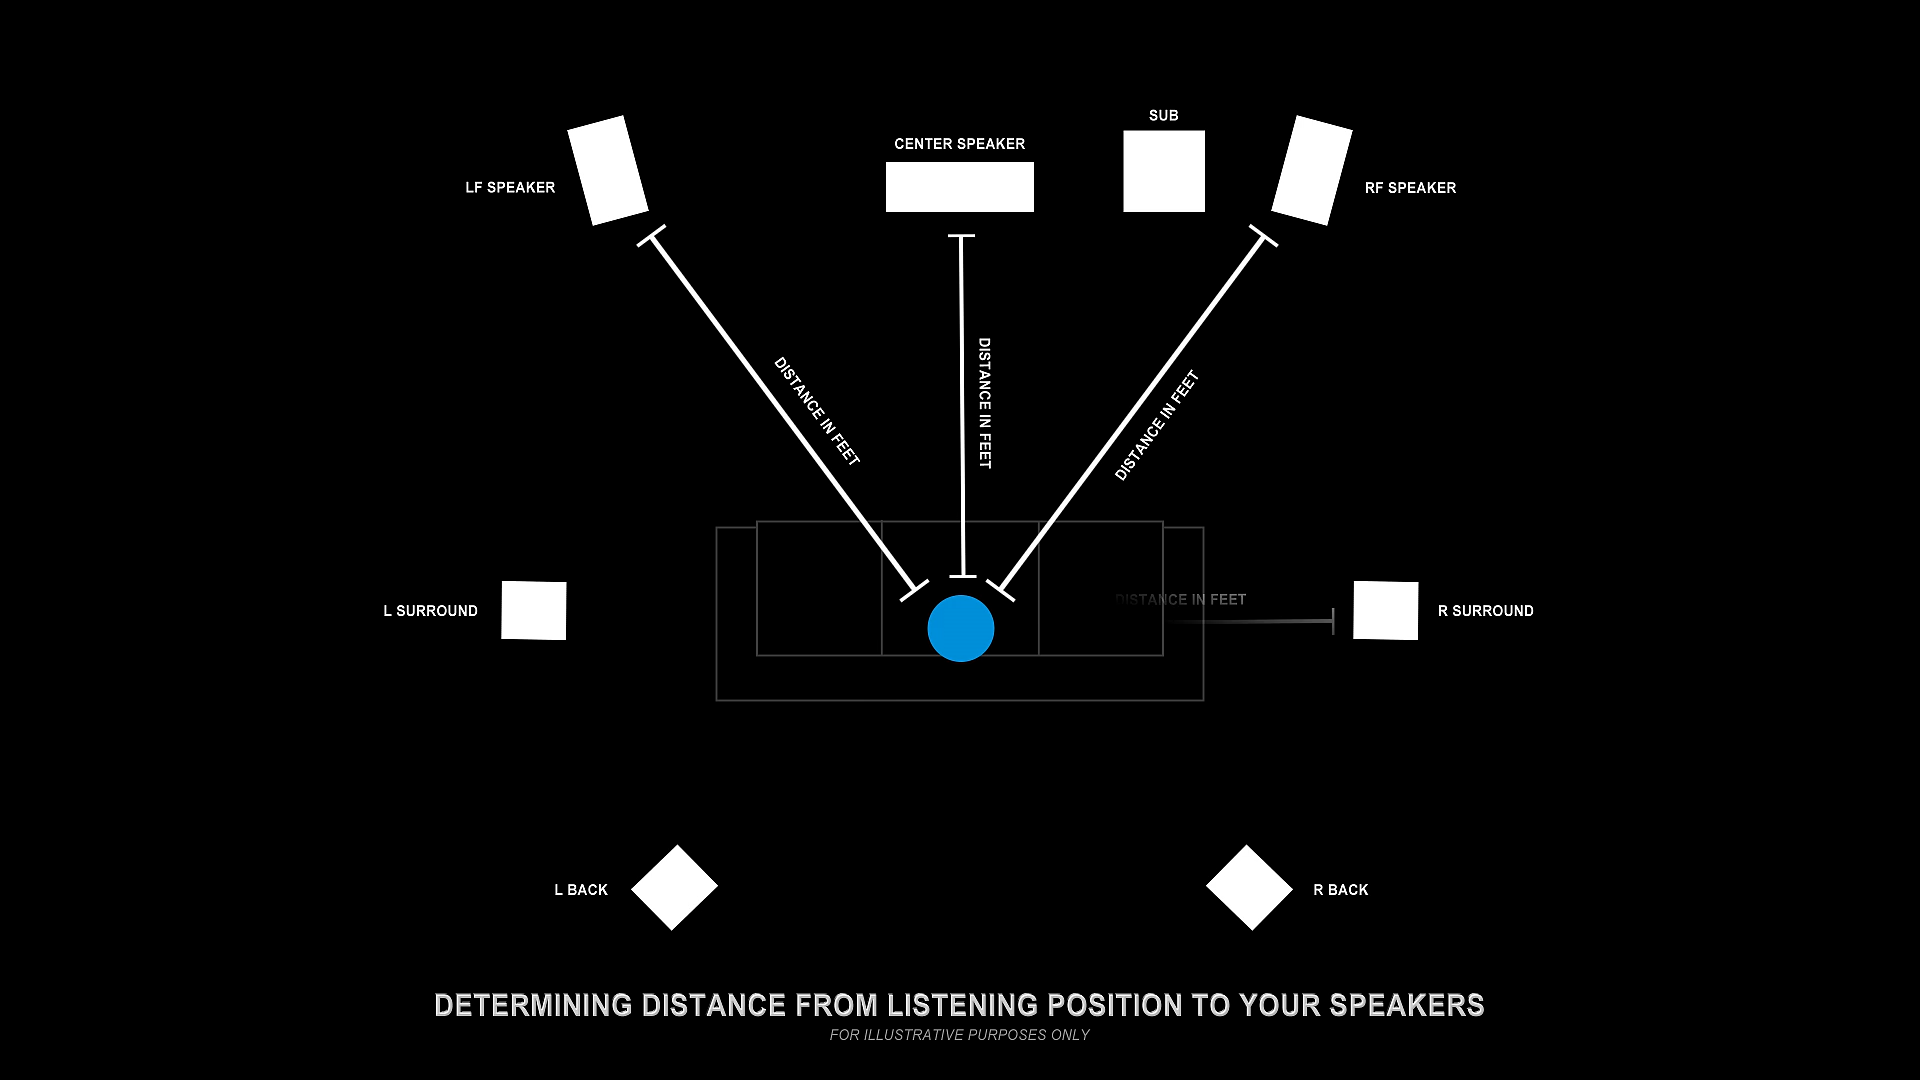 SUB
CENTER SPEAKER
LF SPEAKER
RF SPEAKER
DISTANCE IN FEET
DISTANCE IN FEET
DISTANCE IN FEET
DISTANCE IN FEET
L SURROUND
R SURROUND
L BACK
R BACK
DETERMINING DISTANCE FROM LISTENING POSITION TO YOUR SPEAKERS
FOR ILLUSTRATIVE PURPOSES ONLY